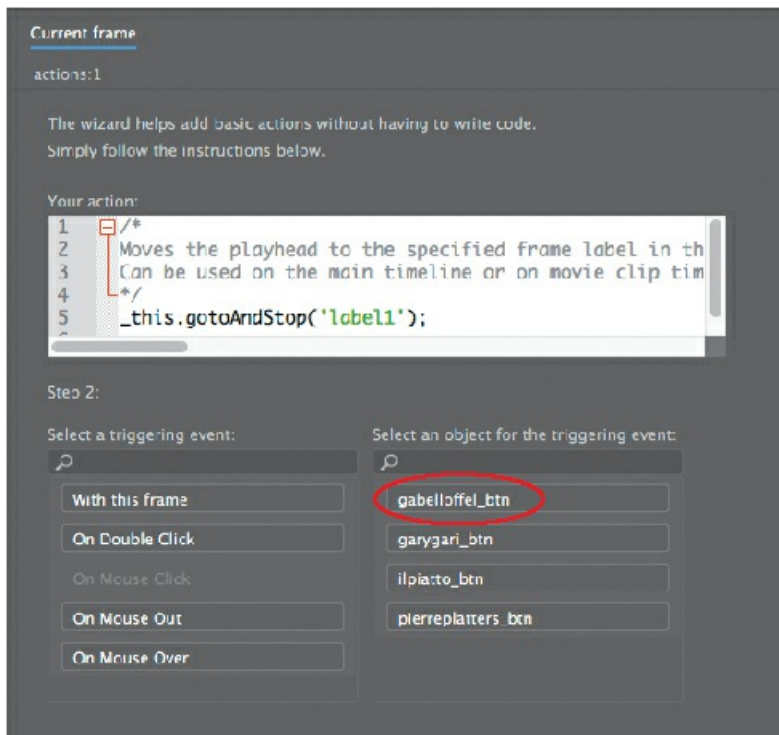 Current frame
actions:1
The wizard helps add basic actions without having to write code.
Simply follow the instructions below.
Your action:
1 /*
2 Moves the playhead to the specified frame label in th
3 Can be used on the main timeline or on movie clip tim
4 */
5 _this.gotoAndStop('label1');
Step 2:
Select a triggering event:
With this frame
On Double Click
On Mouse Click
On Mouse Out
On Mouse Over
Select an object for the triggering event:
gabelloffel_btn
garygari_btn
ilpiatto_btn
pierreplatters_btn